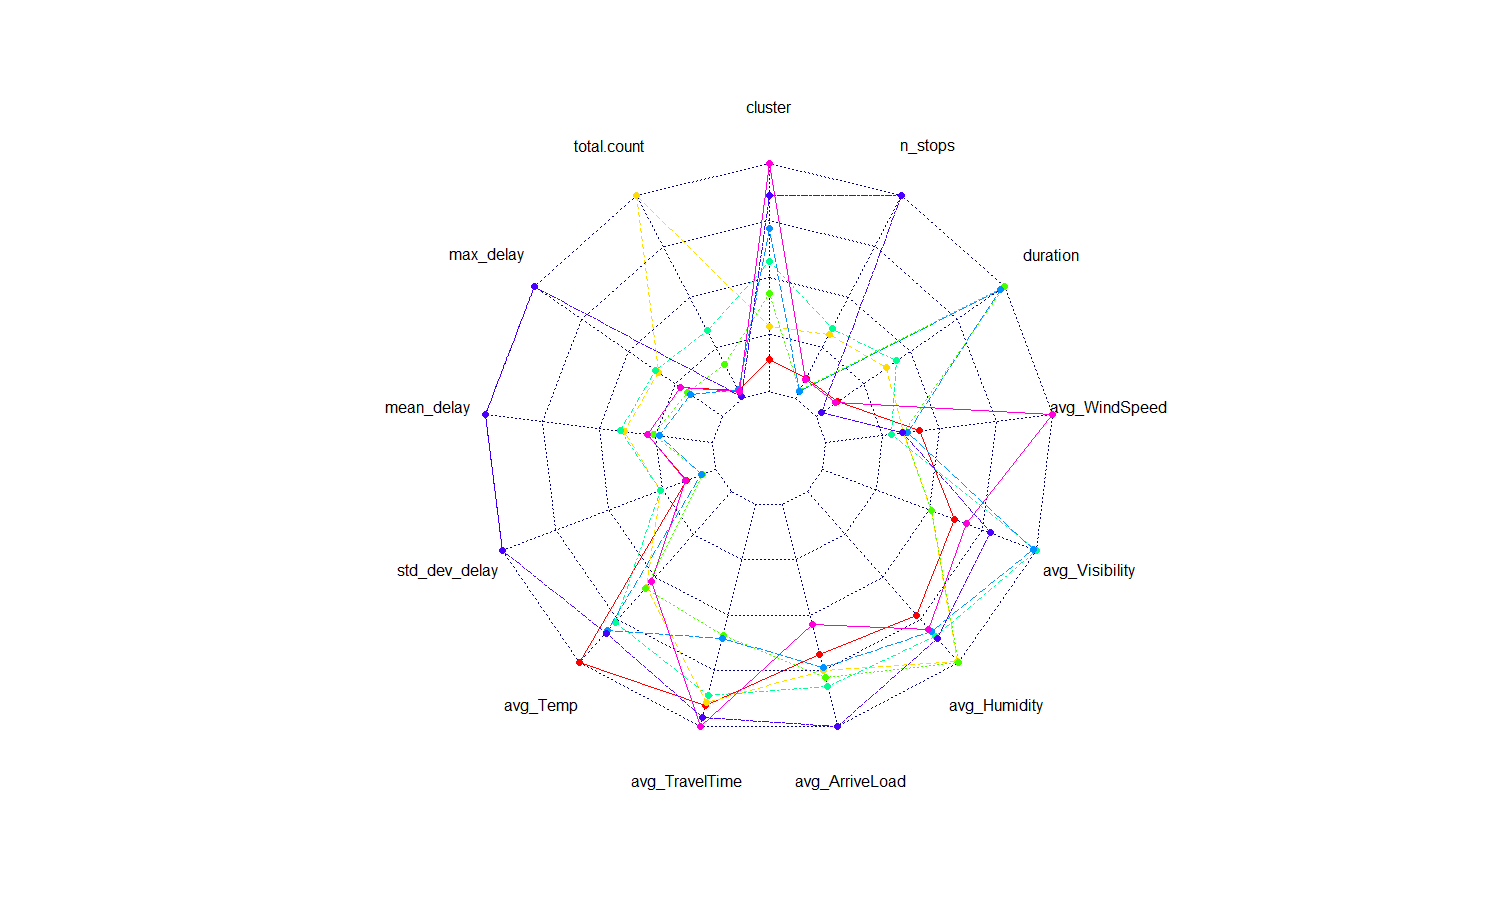 cluster
total.count
n_stops
max_delay
duration
mean_delay
avg_WindSpeed
std_dev_delay
avg_Visibility
avg_Temp
avg_Humidity
avg_TravelTime
avg_ArriveLoad